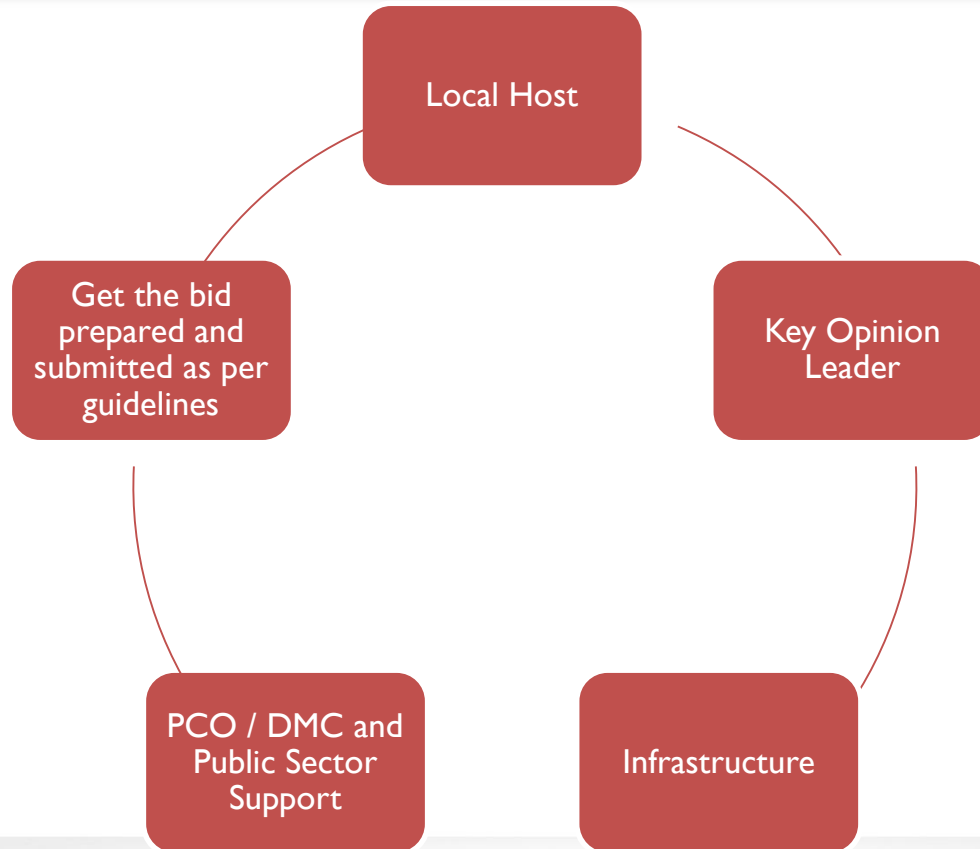 Local Host
Key Opinion
Leader
Infrastructure
PCO / DMC and
Public Sector
Support
Get the bid
prepared and
submitted as per
guidelines